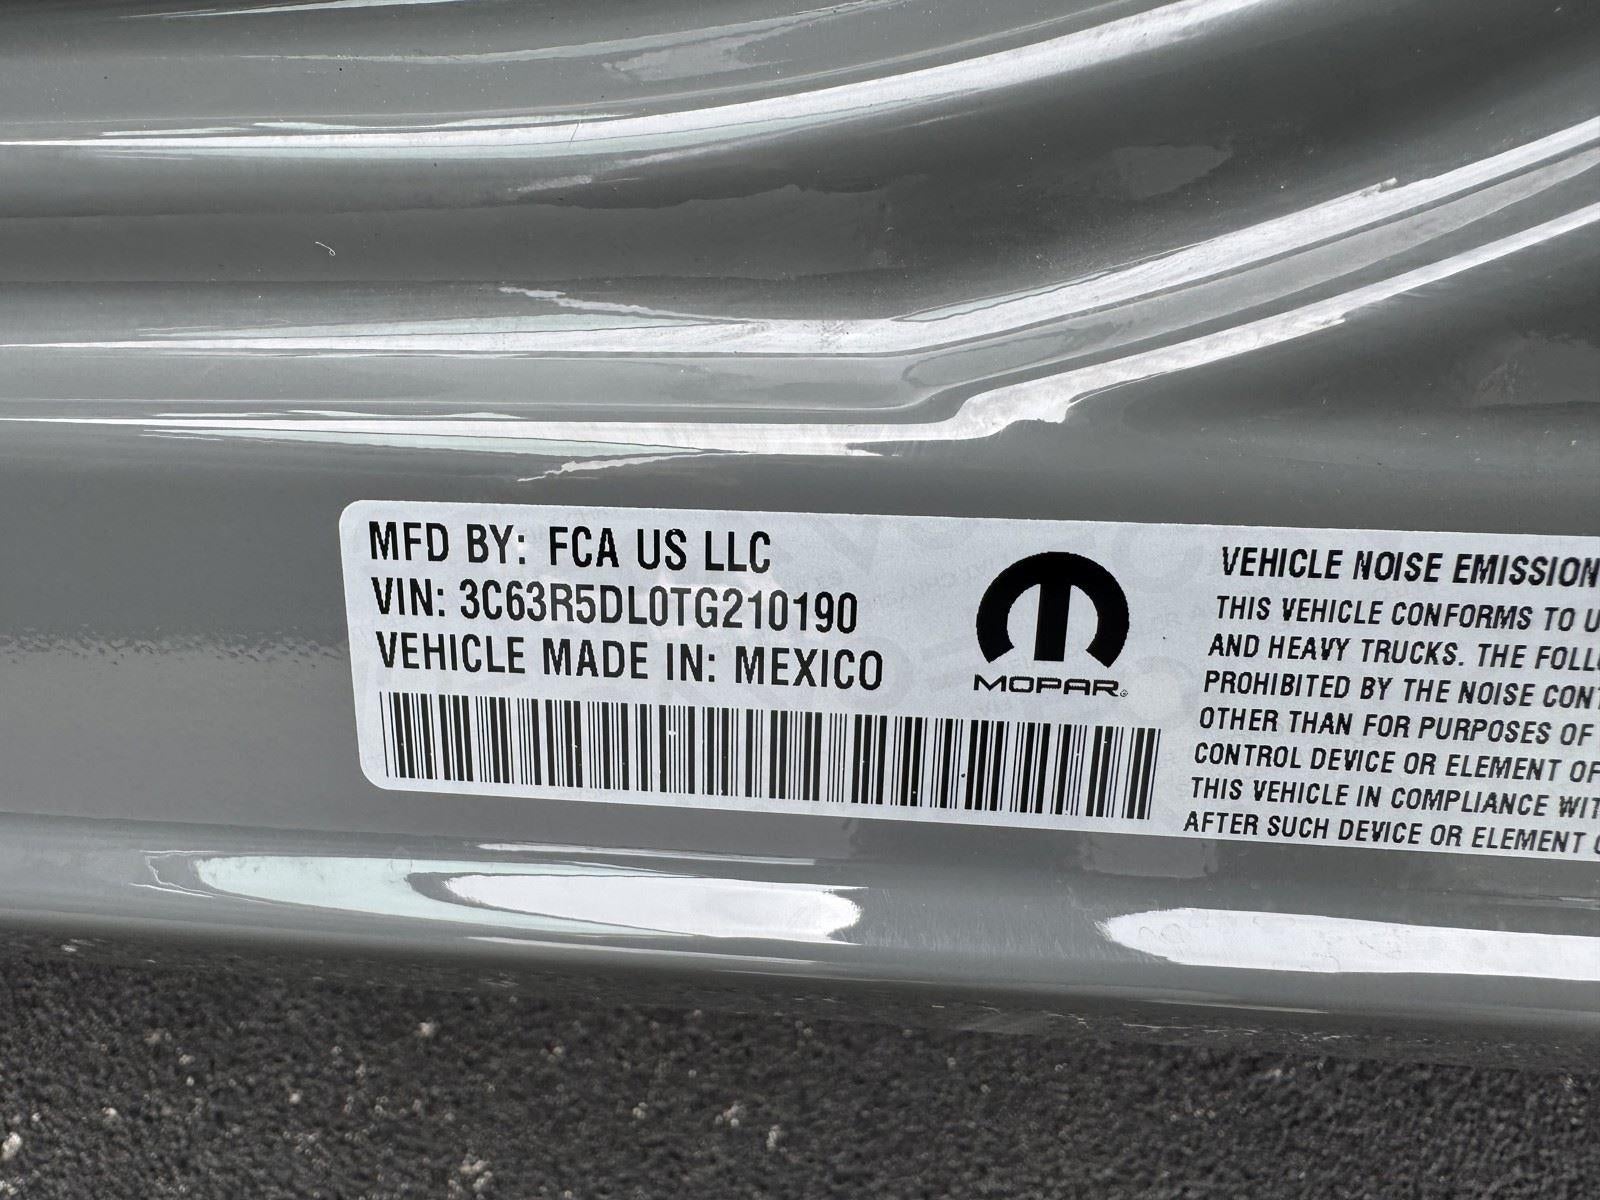 MFD BY: FCA US LLC
VIN: 3C63R5DL0TG210190
VEHICLE MADE IN: MEXICO
MOPAR
VEHICLE NOISE EMISSION
THIS VEHICLE CONFORMS TO
AND HEAVY TRUCKS. THE
PROHIBITED BY THE NOISE
OTHER THAN FOR PURPOSES OF
CONTROL DEVICE OR ELEMENT OF
THIS VEHICLE IN COMPLIANCE
AFTER SUCH DEVICE OR ELEMENT